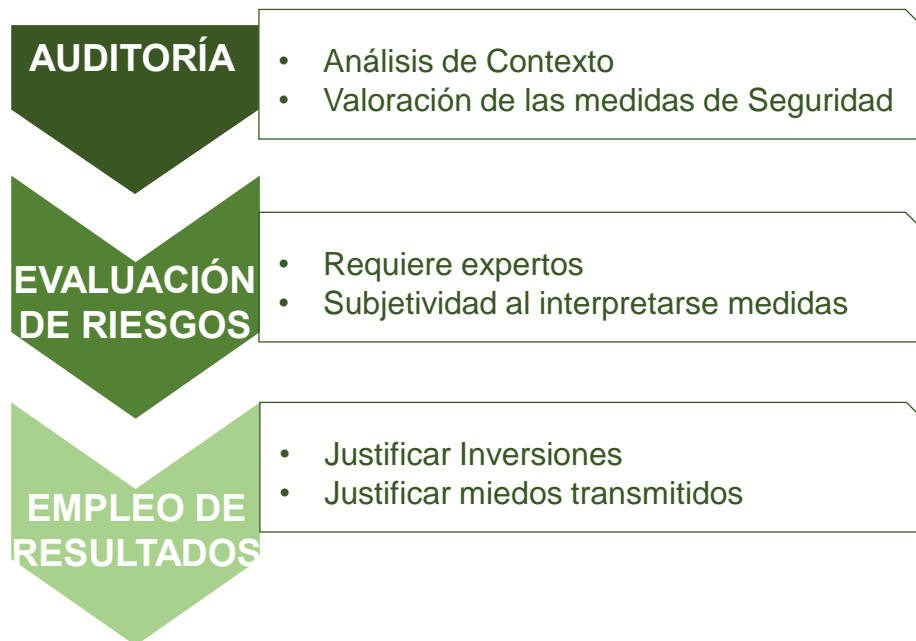 AUDITORÍA
• Análisis de Contexto
• Valoración de las medidas de Seguridad
EVALUACIÓN
DE RIESGOS
• Requiere expertos
• Subjetividad al interpretarse medidas
EMPLEO DE
RESULTADOS
• Justificar Inversiones
• Justificar miedos transmitidos